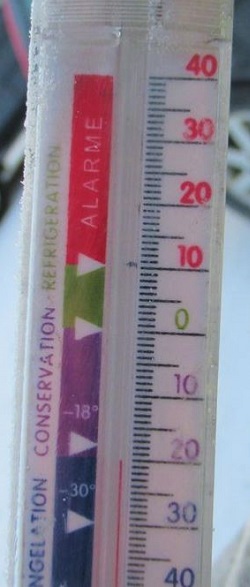 ALARME
REFRIGERATION
CONSERVATION
NGELATION
-18°
-30°
40
30
20
10
0
10
20
30
40